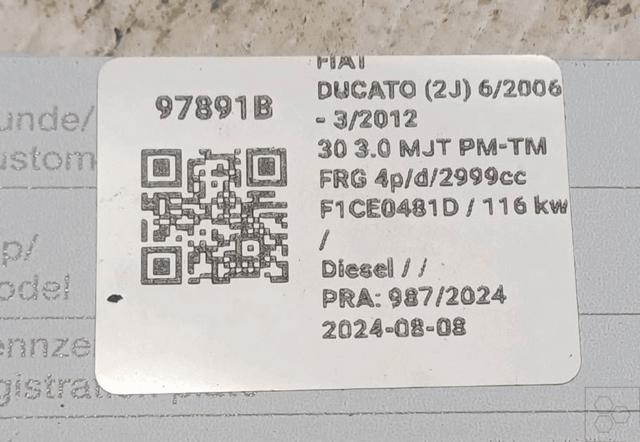 97891B
FIAT
DUCATO (2J) 6/2006
- 3/2012
30 3.0 MJT PM-TM
FRG 4p/d/2999cc
F1CE0481D / 116 kw
/
Diesel / /
PRA: 987/2024
2024-08-08
unde/
ustom
p/
odel
ennze
gistration